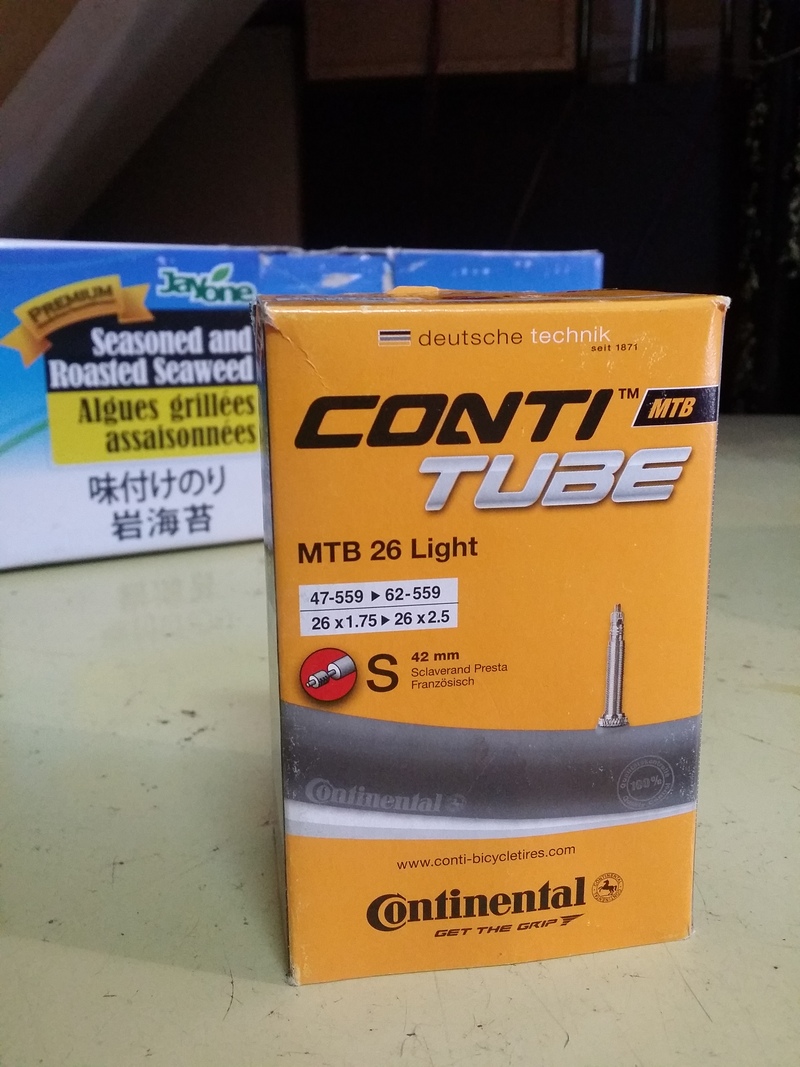 PREMIUM
Jayone
Seasoned and
Roasted Seaweed
Algues grillées
assaisonnées
味付けのり
岩海苔
deutsche technik
seit 1871
CONTI™ MTB
TUBE
MTB 26 Light
47-559 ▶ 62-559
26 x 1.75 ▶ 26 x 2.5
S 42 mm
Sclaverand Presta
Französisch
Continental
100%
www.conti-bicycletires.com
Continental
GET THE GRIP